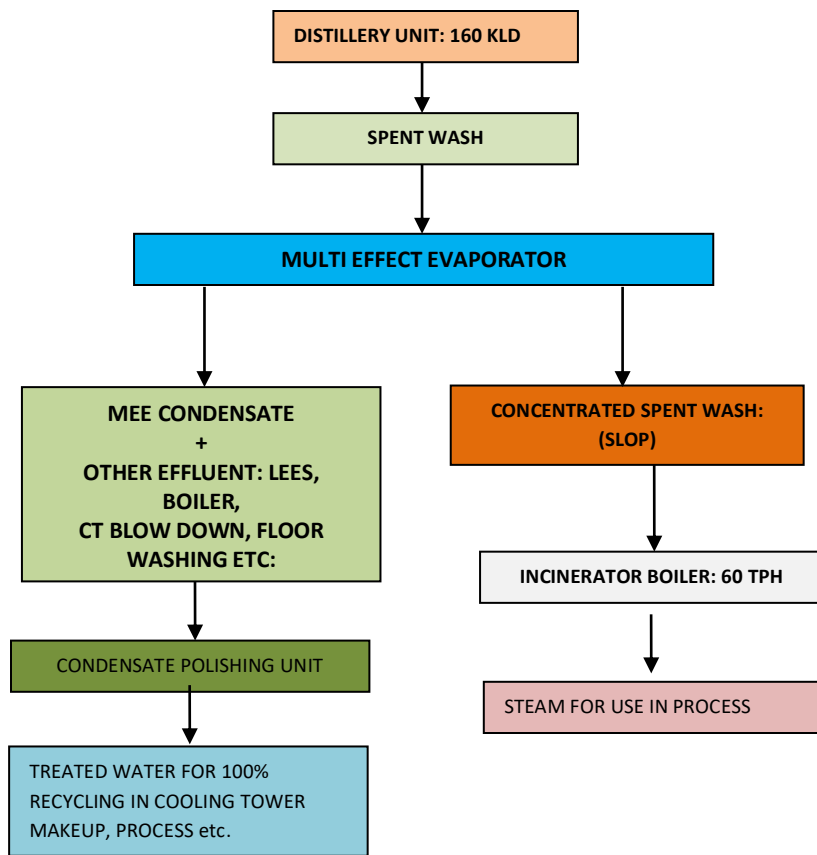 DISTILLERY UNIT: 160 KLD
SPENT WASH
MULTI EFFECT EVAPORATOR
MEE CONDENSATE
+
OTHER EFFLUENT: LEES,
BOILER,
CT BLOW DOWN, FLOOR
WASHING ETC:
CONCENTRATED SPENT WASH:
(SLOP)
INCINERATOR BOILER: 60 TPH
CONDENSATE POLISHING UNIT
STEAM FOR USE IN PROCESS
TREATED WATER FOR 100%
RECYCLING IN COOLING TOWER
MAKEUP, PROCESS etc.